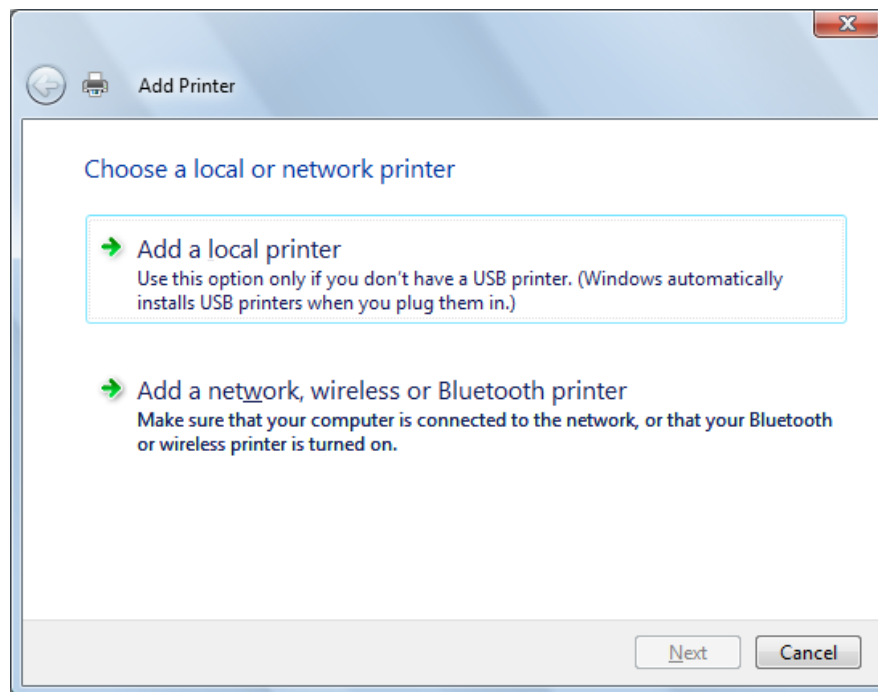 Add Printer
Choose a local or network printer
Add a local printer
Use this option only if you don't have a USB printer. (Windows automatically
installs USB printers when you plug them in.)
Add a network, wireless or Bluetooth printer
Make sure that your computer is connected to the network, or that your Bluetooth
or wireless printer is turned on.
Next
Cancel